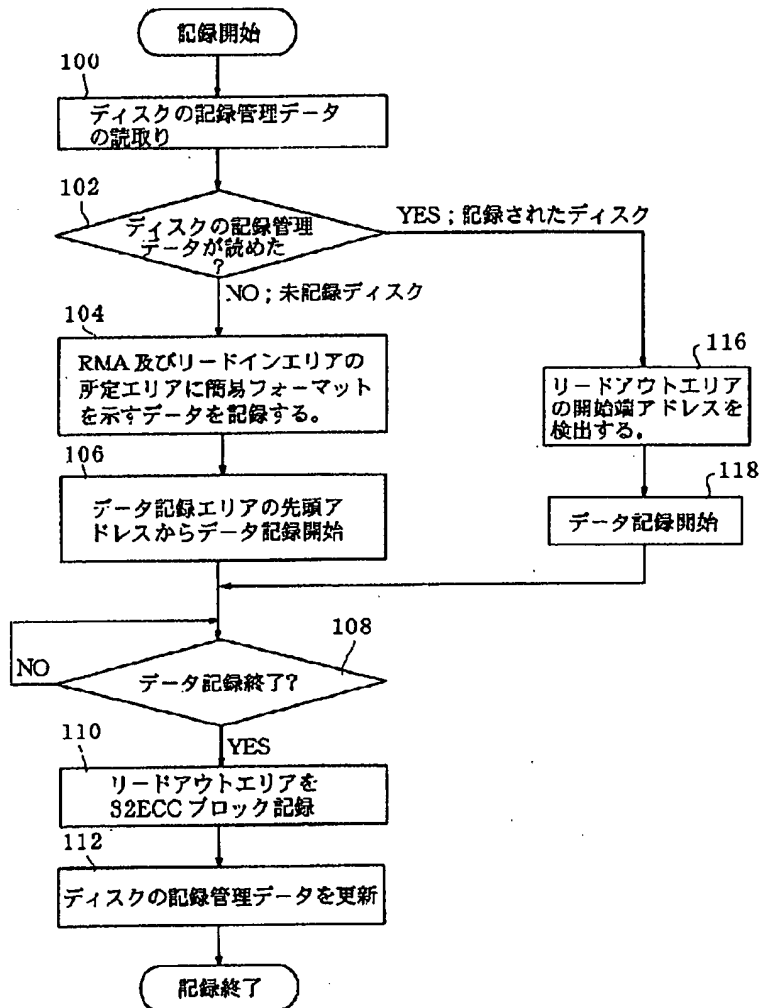 記録開始
100
ディスクの記録管理データ
の読取り
102
ディスクの記録管理
データが読めた
?
YES;記録されたディスク
NO;未記録ディスク
104
RMA及びリードインエリアの
所定エリアに簡易フォーマット
を示すデータを記録する。
116
リードアウトエリア
の開始端アドレスを
検出する。
106
データ記録エリアの先頭ア
ドレスからデータ記録開始
118
データ記録開始
108
NO
データ記録終了?
110
YES
リードアウトエリアを
32ECCブロック記録
112
ディスクの記録管理データを更新
記録終了